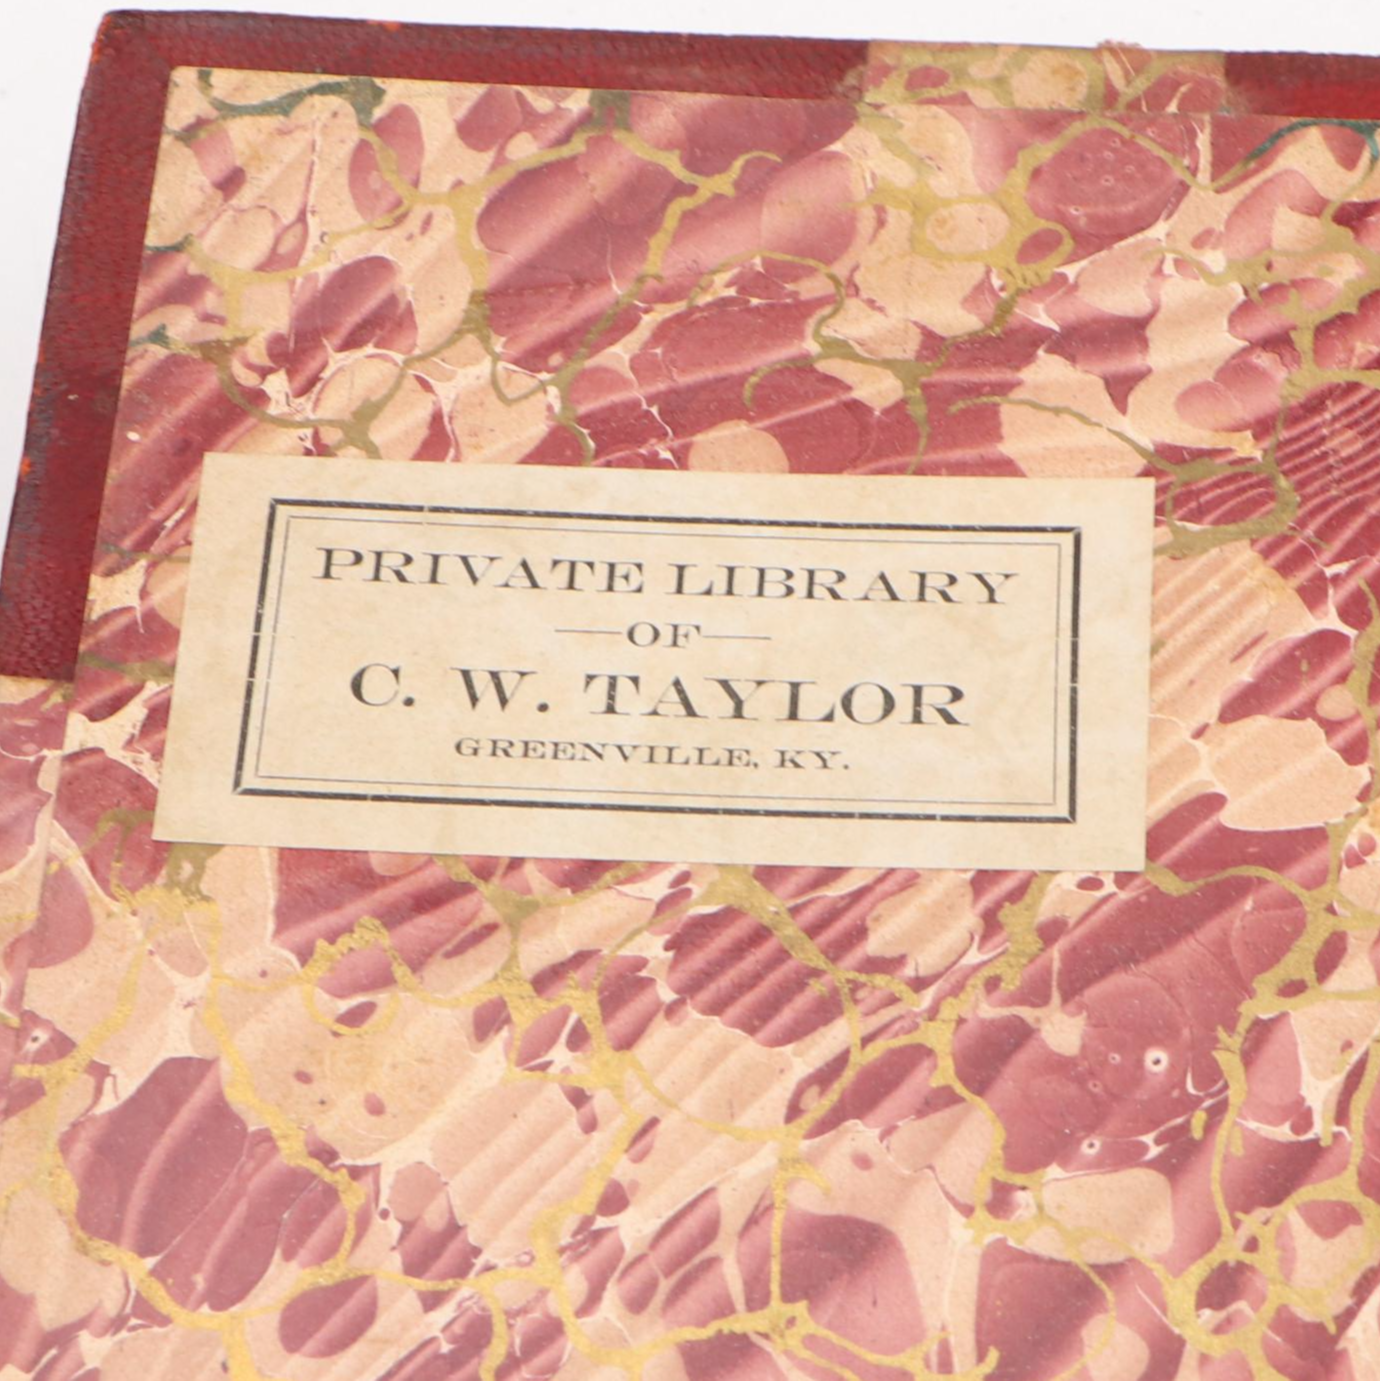 PRIVATE LIBRARY
—OF—
C. W. TAYLOR
GREENVILLE, KY.